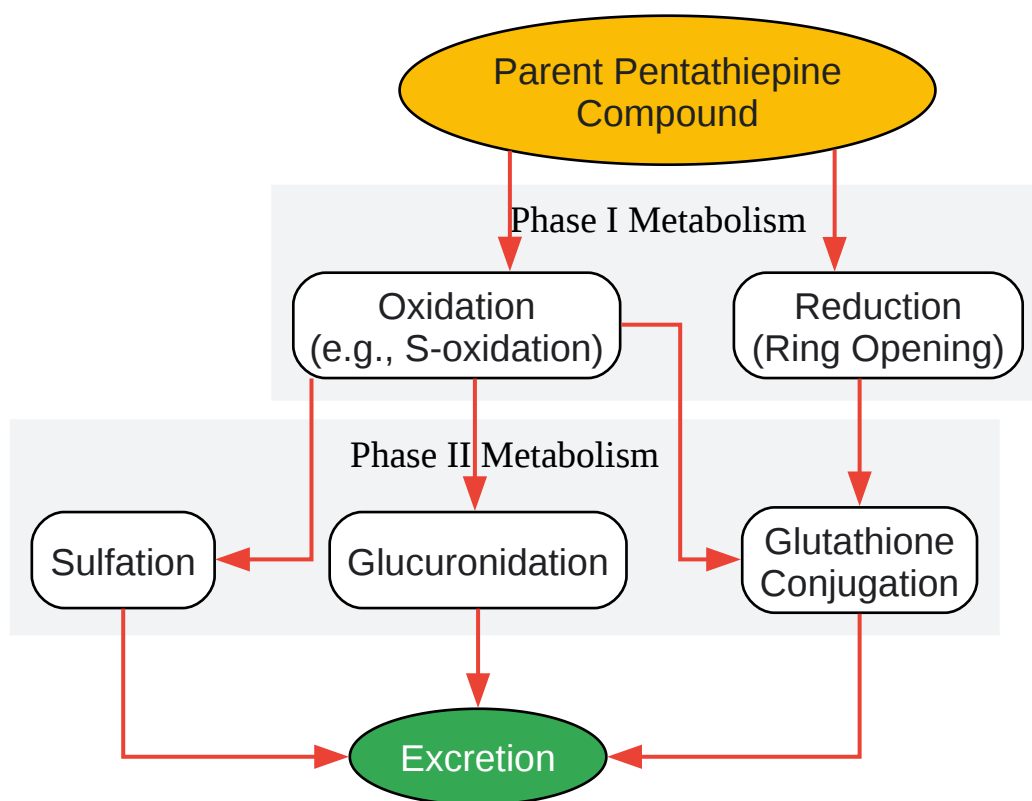 Parent Pentathiepine
Compound
Phase I Metabolism
Oxidation
(e.g., S-oxidation)
Reduction
(Ring Opening)
Phase II Metabolism
Sulfation
Glucuronidation
Glutathione
Conjugation
Excretion